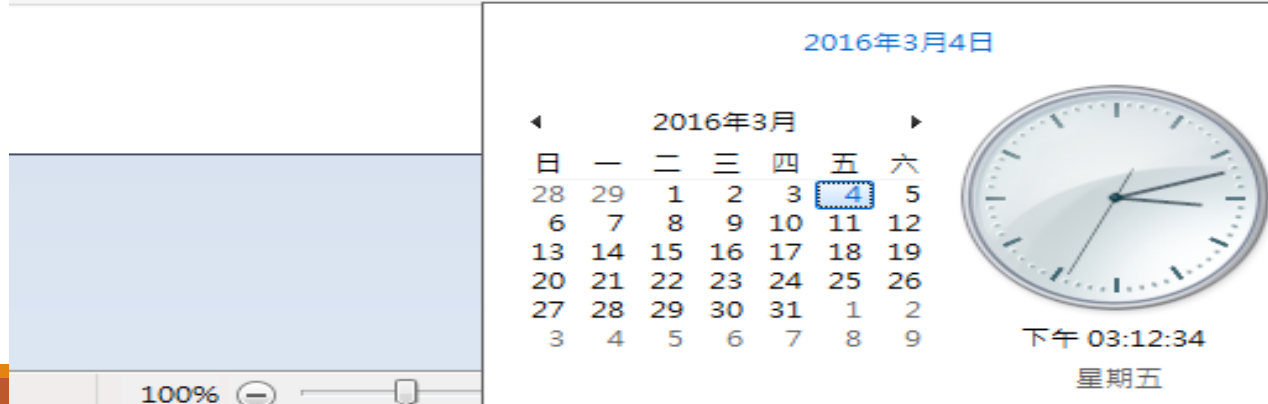 2016年3月4日
2016年3月
日 一 二 三 四 五 六
28 29 1 2 3 4 5
6 7 8 9 10 11 12
13 14 15 16 17 18 19
20 21 22 23 24 25 26
27 28 29 30 31 1 2
3 4 5 6 7 8 9
下午 03:12:34
星期五
100%